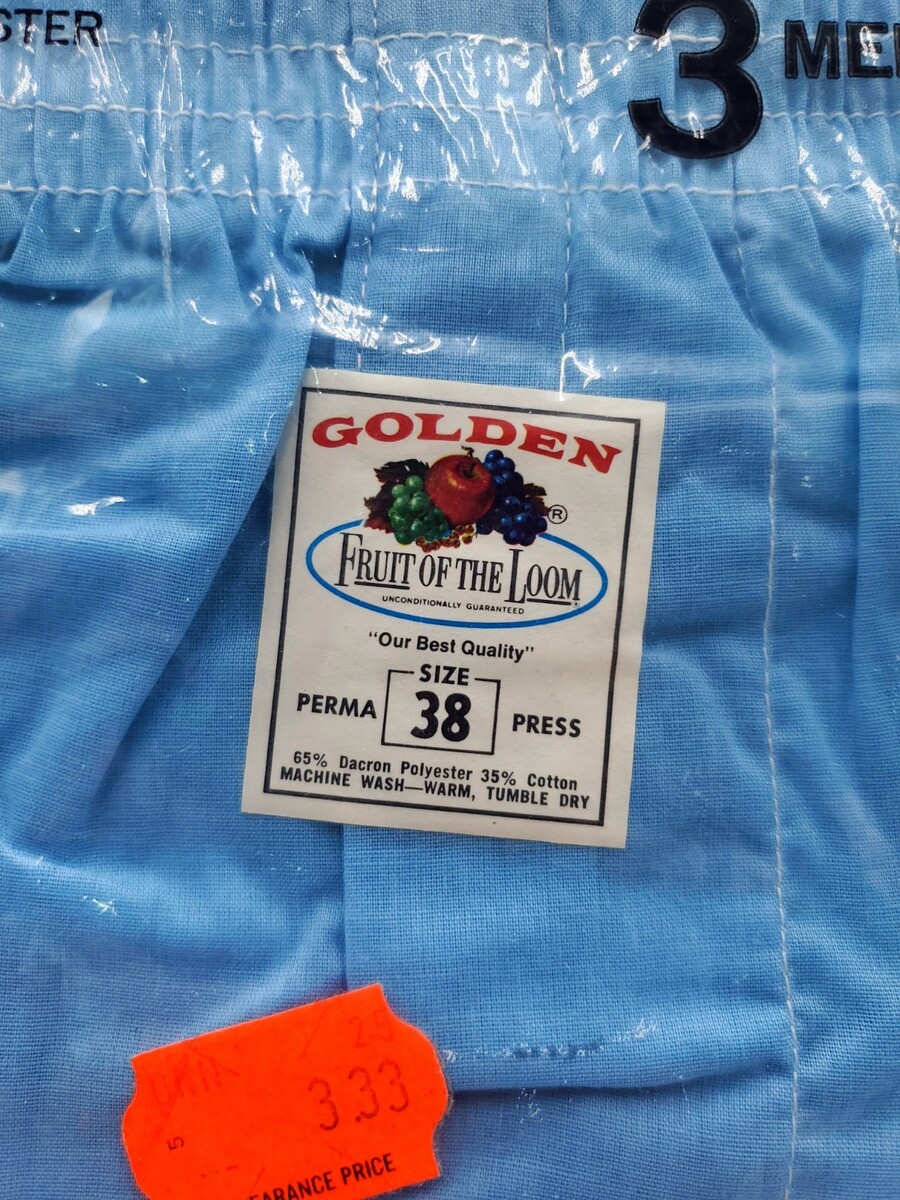 STER
3 ME
GOLDEN
®
FRUIT OF THE LOOM
UNCONDITIONALLY GUARANTEED
"Our Best Quality"
SIZE
PERMA 38 PRESS
65% Dacron Polyester 35% Cotton
MACHINE WASH—WARM, TUMBLE DRY
3.33
5
EARANCE PRICE